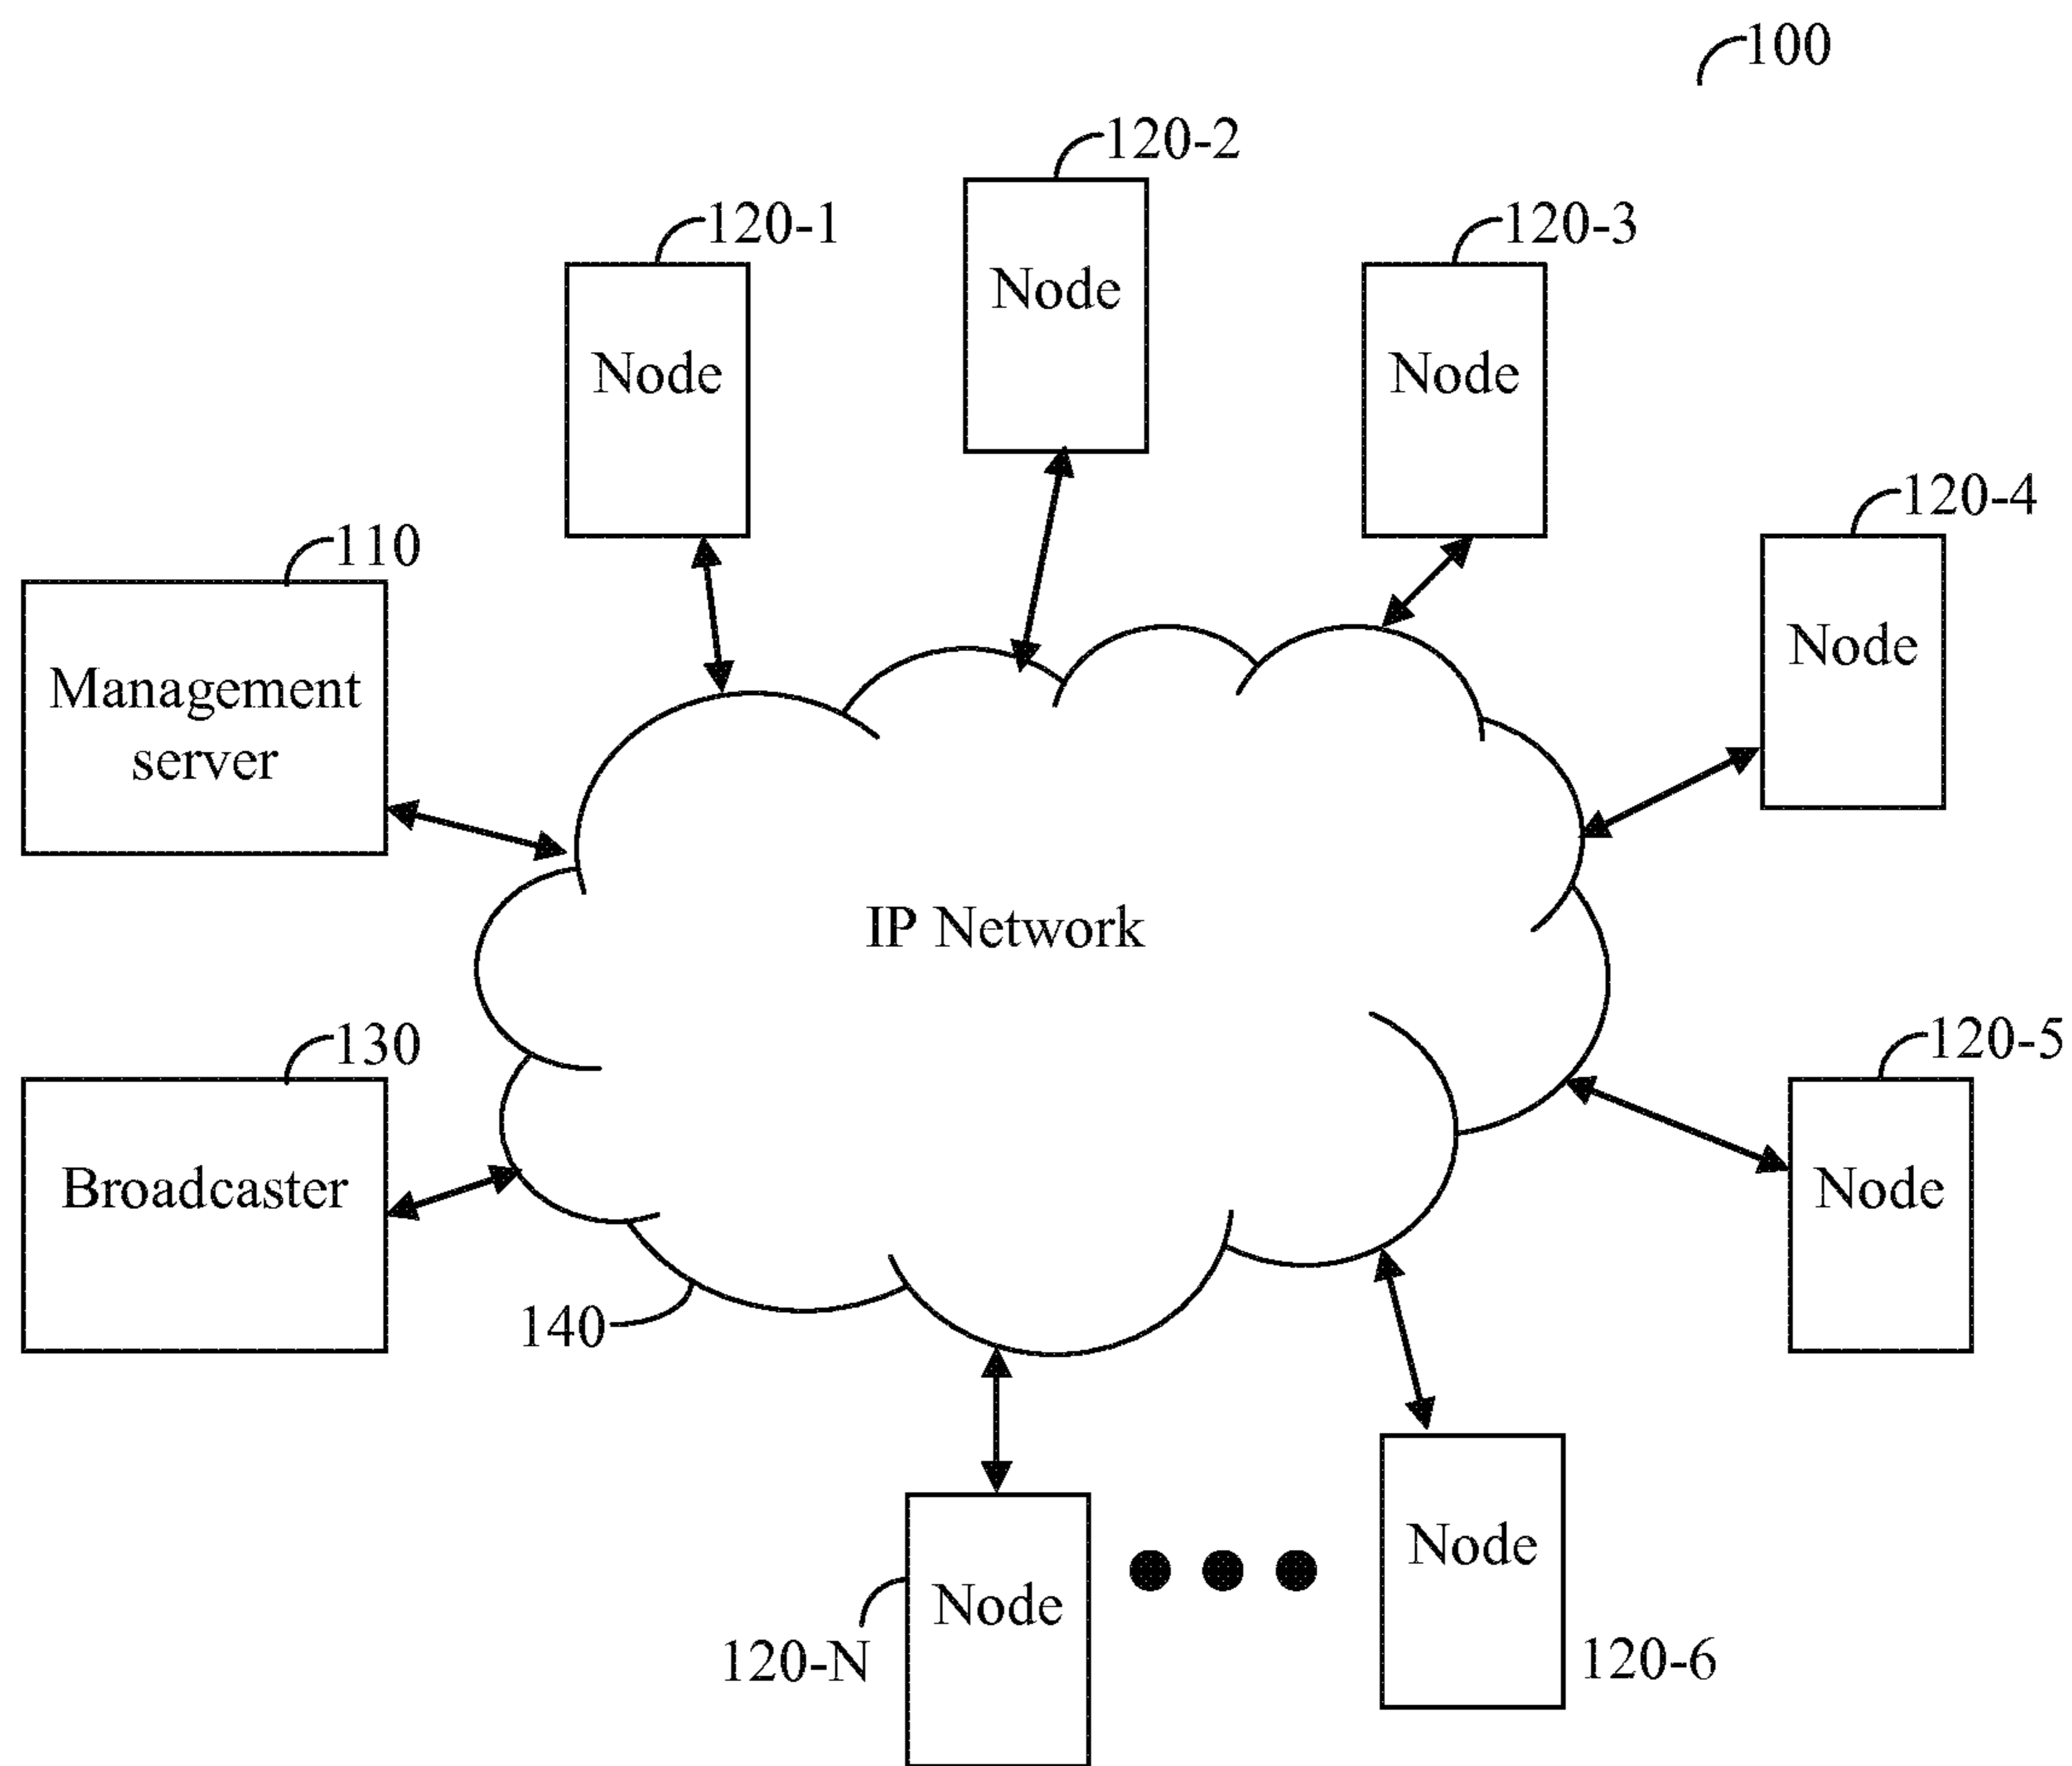 100
120-2
120-1
120-3
Node
Node
Node
120-4
110
Node
Management
server
IP Network
130
120-5
Broadcaster
Node
140
Node
Node
120-N
120-6